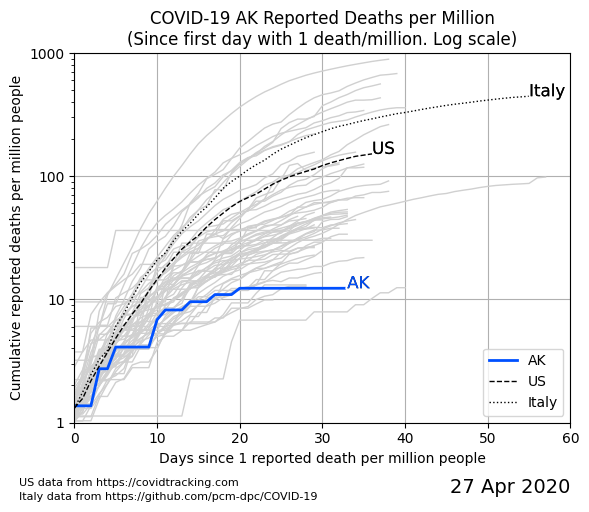 COVID-19 AK Reported Deaths per Million
(Since first day with 1 death/million. Log scale)
Cumulative reported deaths per million people
1000
100
10
1
Italy
US
AK
AK
US
Italy
0 10 20 30 40 50 60
Days since 1 reported death per million people
US data from https://covidtracking.com
Italy data from https://github.com/pcm-dpc/COVID-19
27 Apr 2020